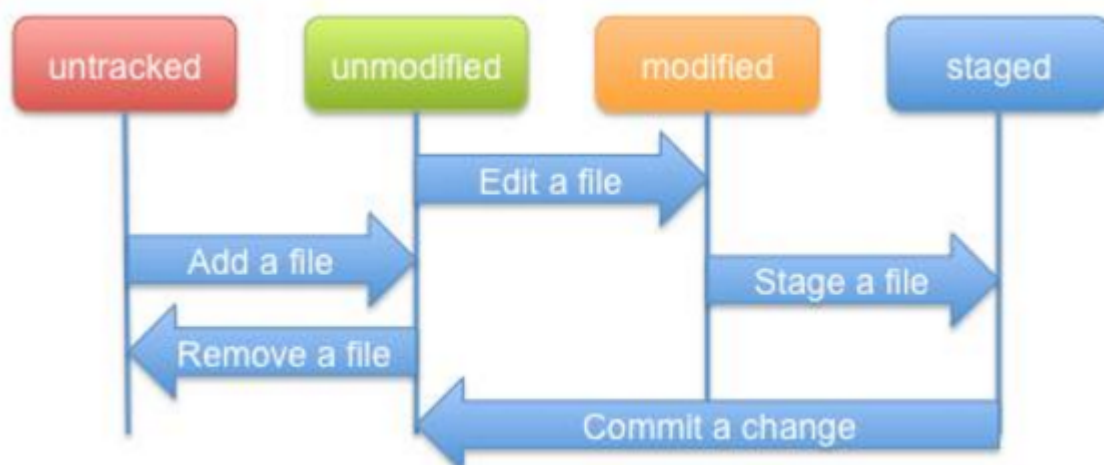 untracked
unmodified
modified
staged
Edit a file
Add a file
Stage a file
Remove a file
Commit a change